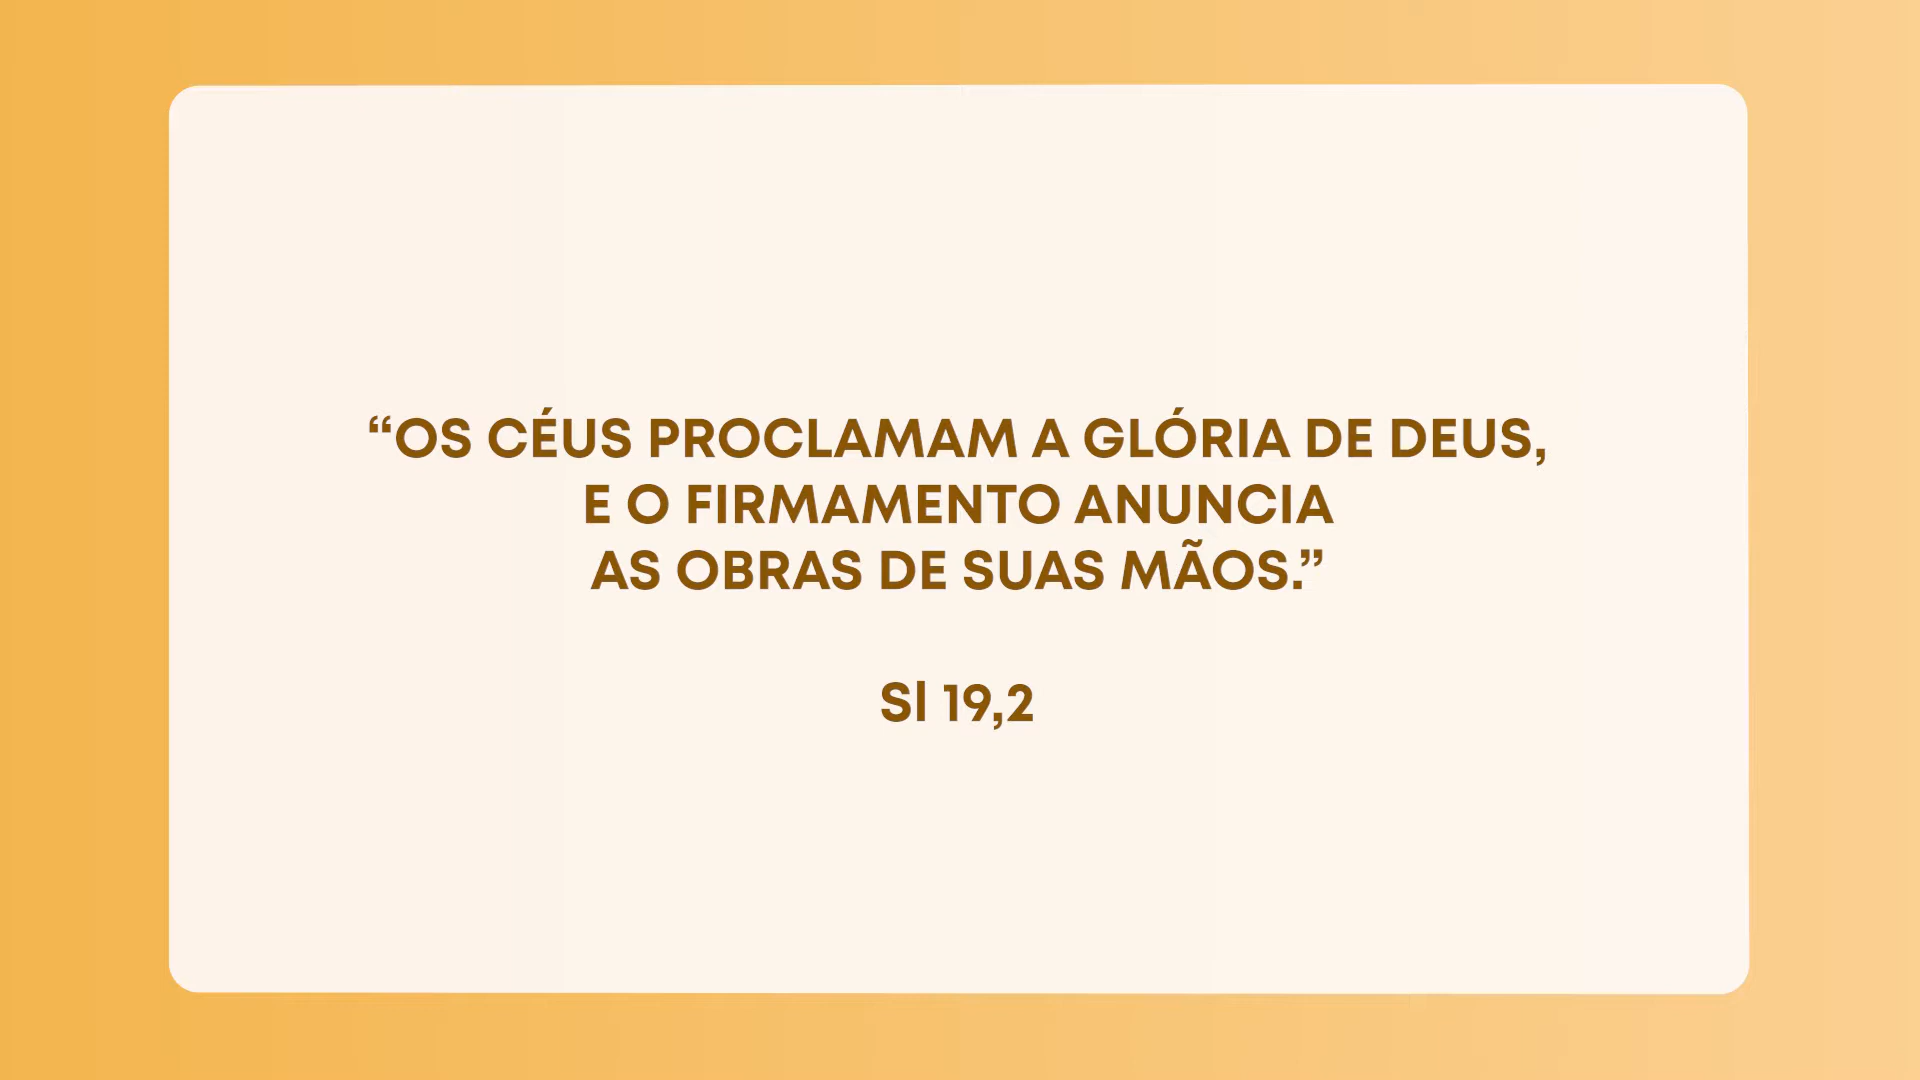 “OS CÉUS PROCLAMAM A GLÓRIA DE DEUS,
E O FIRMAMENTO ANUNCIA
AS OBRAS DE SUAS MÃOS.”
Sl 19,2